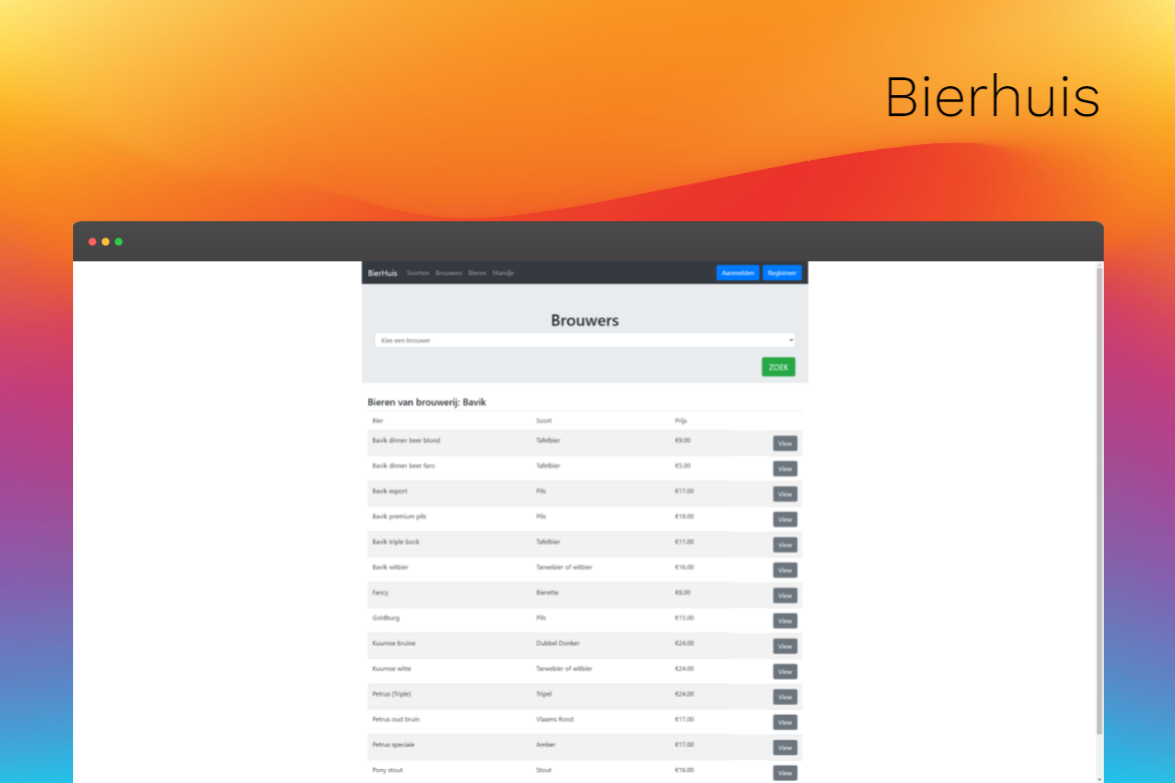 Bierhuis
BierHuis Soorten Brouwers Bieren Mandje Aanmelden Registreer
Brouwers
Kies een brouwer
ZOEK
Bieren van brouwerij: Bavik
Bier Soort Prijs
Bavik dinner beer blond Tafelbier €9.00 View
Bavik dinner beer faro Tafelbier €5.00 View
Bavik export Pils €17.00 View
Bavik premium pils Pils €19.00 View
Bavik triple bock Tafelbier €11.00 View
Bavik witbier Tarwebier of witbier €16.00 View
Fancy Bierette €8.00 View
Goldburg Pils €15.00 View
Kuurnse bruine Dubbel Donker €24.00 View
Kuurnse witte Tarwebier of witbier €24.00 View
Petrus (Triple) Tripel €24.00 View
Petrus oud bruin Vlaams Rood €17.00 View
Petrus speciale Amber €17.00 View
Pony stout Stout €16.00 View